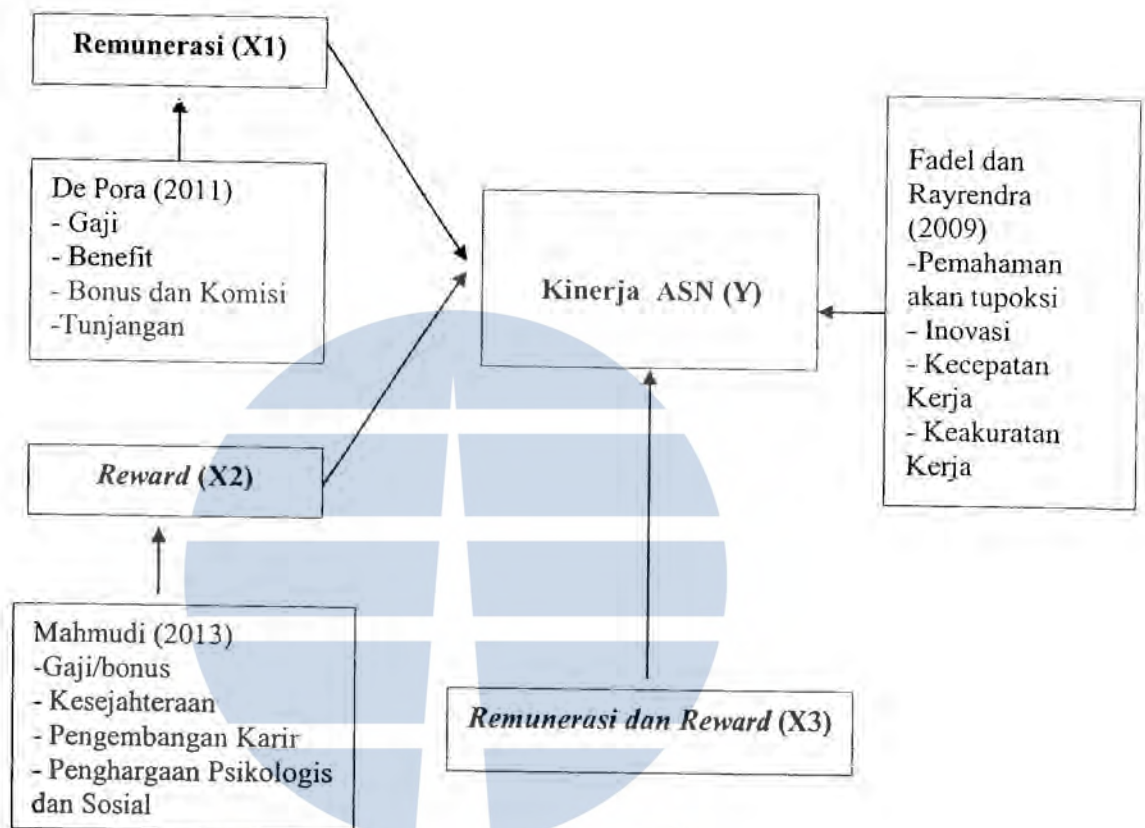 Remunerasi (X1)
De Pora (2011)
- Gaji
- Benefit
- Bonus dan Komisi
-Tunjangan
Reward (X2)
Mahmudi (2013)
-Gaji/bonus
- Kesejahteraan
- Pengembangan Karir
- Penghargaan Psikologis
dan Sosial
Kinerja ASN (Y)
Remunerasi dan Reward (X3)
Fadel dan
Rayrendra
(2009)
-Pemahaman
akan tupoksi
- Inovasi
- Kecepatan
Kerja
- Keakuratan
Kerja